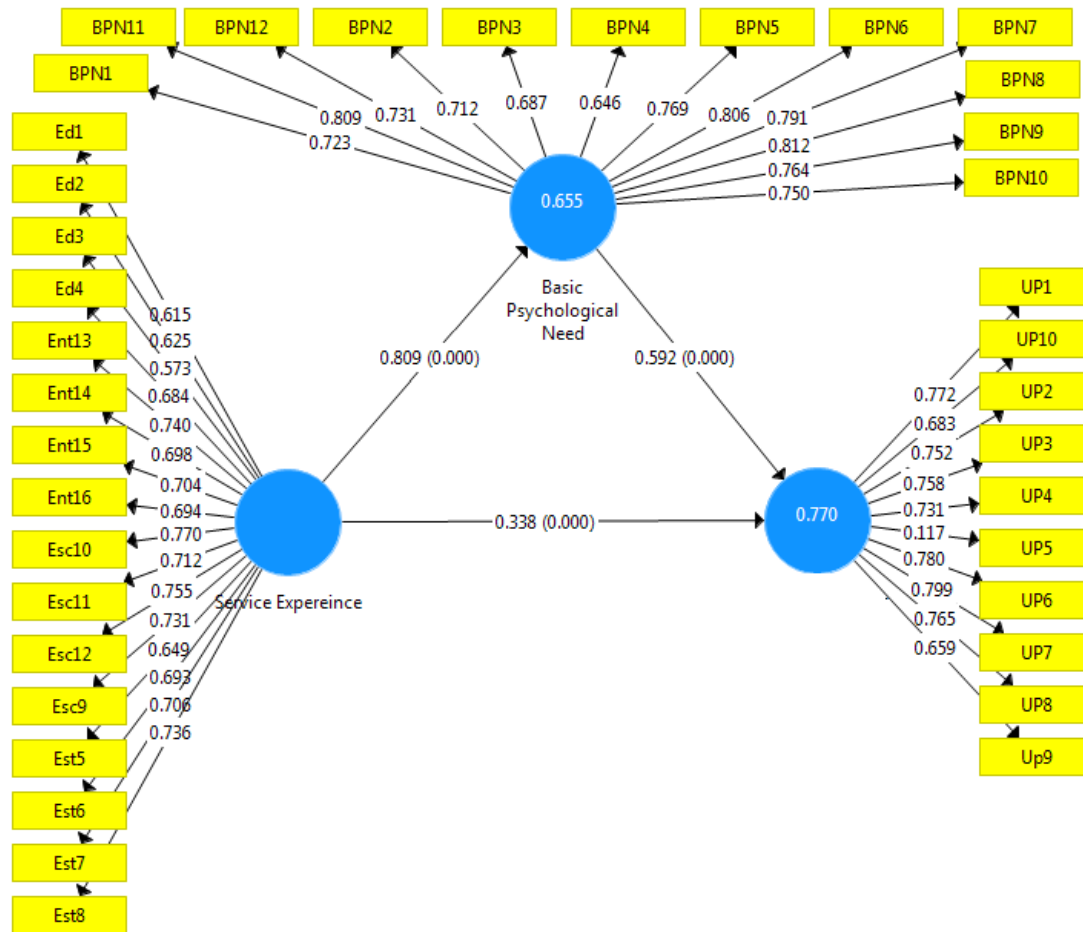 BPN11
BPN12
BPN2
BPN3
BPN4
BPN5
BPN6
BPN7
BPN1
BPN8
BPN9
BPN10
0.723
0.809
0.731
0.712
0.687
0.646
0.769
0.806
0.791
0.812
0.764
0.750
0.655
Basic
Psychological
Need
Ed1
Ed2
Ed3
Ed4
Ent13
Ent14
Ent15
Ent16
Esc10
Esc11
Esc12
Esc9
Est5
Est6
Est7
Est8
0.615
0.625
0.573
0.684
0.740
0.698
0.704
0.694
0.770
0.712
0.755
0.731
0.649
0.693
0.706
0.736
Service Expereince
0.809 (0.000)
0.592 (0.000)
0.338 (0.000)
0.770
0.772
0.683
0.752
0.758
0.731
0.117
0.780
0.799
0.765
0.659
UP1
UP10
UP2
UP3
UP4
UP5
UP6
UP7
UP8
Up9